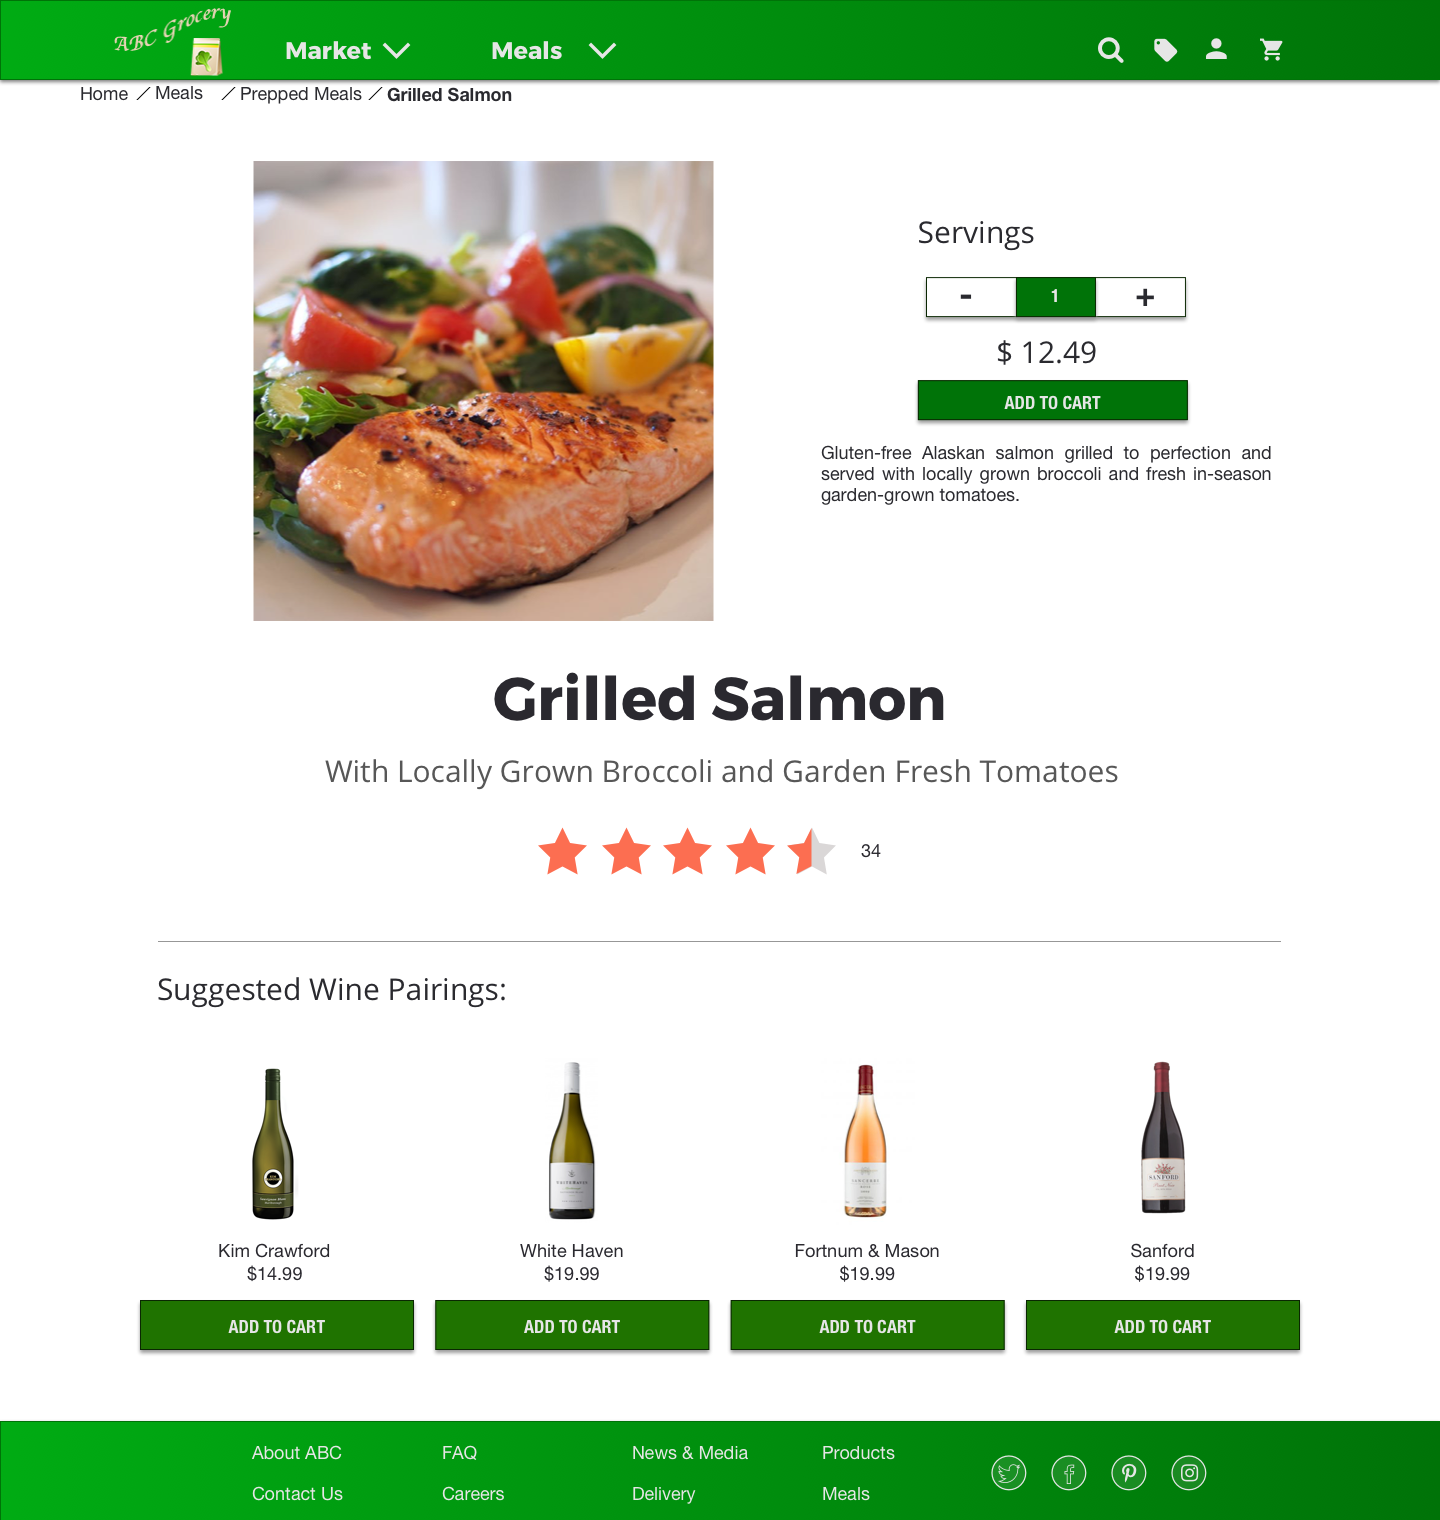 ABC Grocery
Market
Meals
Home / Meals / Prepped Meals / Grilled Salmon
Servings
- 1 +
$ 12.49
ADD TO CART
Gluten-free Alaskan salmon grilled to perfection and
served with locally grown broccoli and fresh in-season
garden-grown tomatoes.
Grilled Salmon
With Locally Grown Broccoli and Garden Fresh Tomatoes
34
Suggested Wine Pairings:
SANFORD
Kim Crawford
$14.99
ADD TO CART
White Haven
$19.99
ADD TO CART
Fortnum & Mason
$19.99
ADD TO CART
Sanford
$19.99
ADD TO CART
About ABC
FAQ
News & Media
Products
Contact Us
Careers
Delivery
Meals